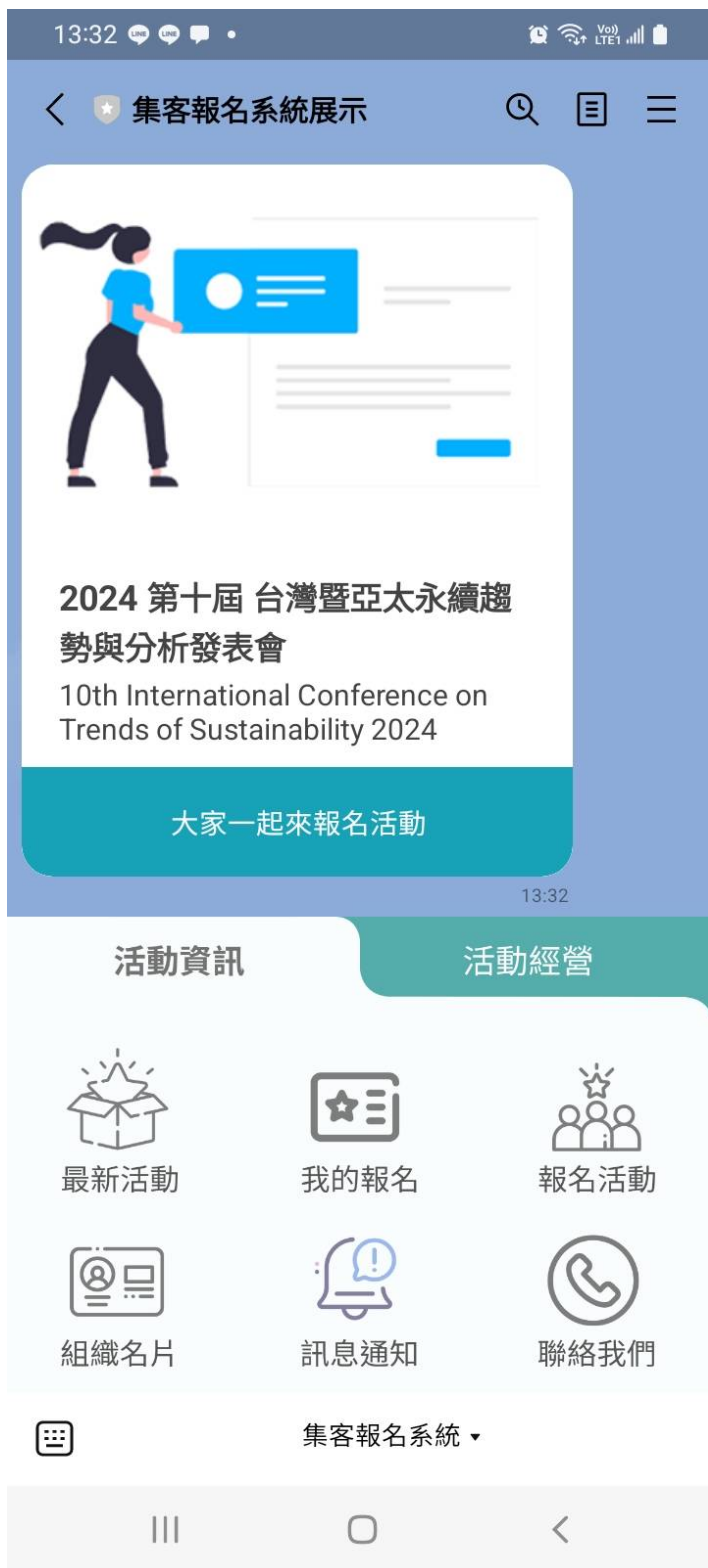 13:32
LTE1
集客報名系統展示
2024 第十屆 台灣暨亞太永續趨
勢與分析發表會
10th International Conference on
Trends of Sustainability 2024
大家一起來報名活動
13:32
活動資訊 活動經營
最新活動 我的報名 報名活動
組織名片 訊息通知 聯絡我們
集客報名系統